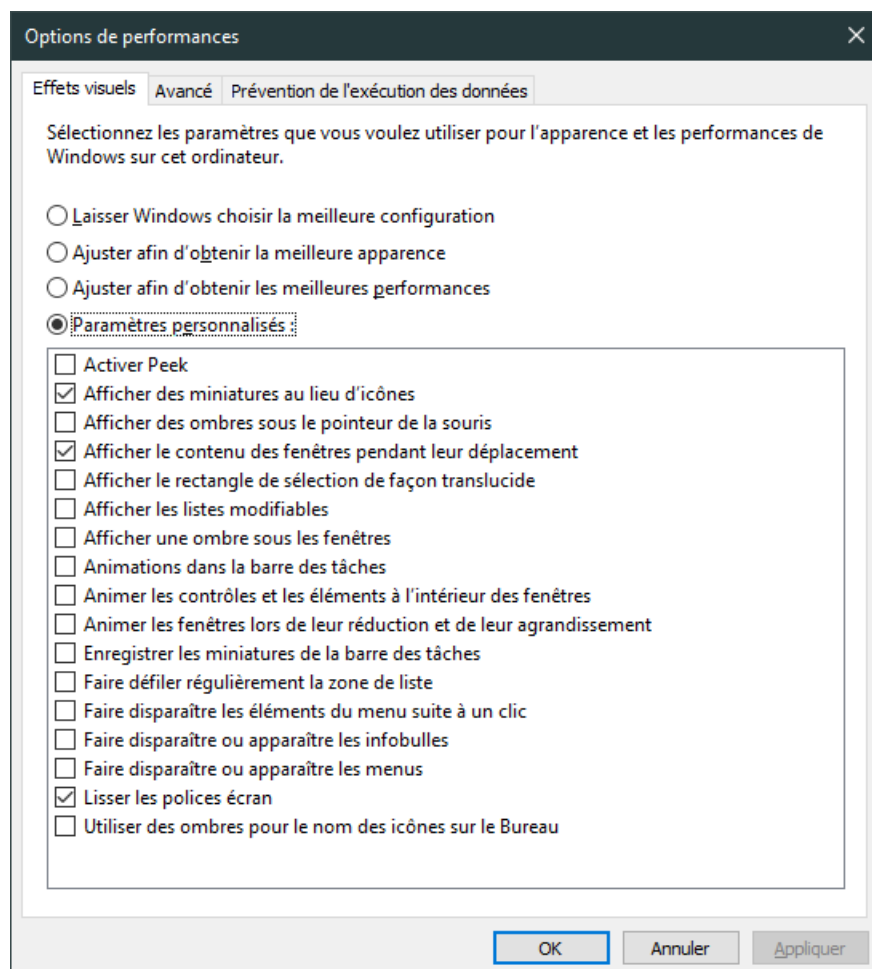 Options de performances
Effets visuels
Avancé
Prévention de l'exécution des données
Sélectionnez les paramètres que vous voulez utiliser pour l'apparence et les performances de
Windows sur cet ordinateur.
Laisser Windows choisir la meilleure configuration
Ajuster afin d'obtenir la meilleure apparence
Ajuster afin d'obtenir les meilleures performances
Paramètres personnalisés :
Activer Peek
Afficher des miniatures au lieu d'icônes
Afficher des ombres sous le pointeur de la souris
Afficher le contenu des fenêtres pendant leur déplacement
Afficher le rectangle de sélection de façon translucide
Afficher les listes modifiables
Afficher une ombre sous les fenêtres
Animations dans la barre des tâches
Animer les contrôles et les éléments à l'intérieur des fenêtres
Animer les fenêtres lors de leur réduction et de leur agrandissement
Enregistrer les miniatures de la barre des tâches
Faire défiler régulièrement la zone de liste
Faire disparaître les éléments du menu suite à un clic
Faire disparaître ou apparaître les infobulles
Faire disparaître ou apparaître les menus
Lisser les polices écran
Utiliser des ombres pour le nom des icônes sur le Bureau
OK
Annuler
Appliquer